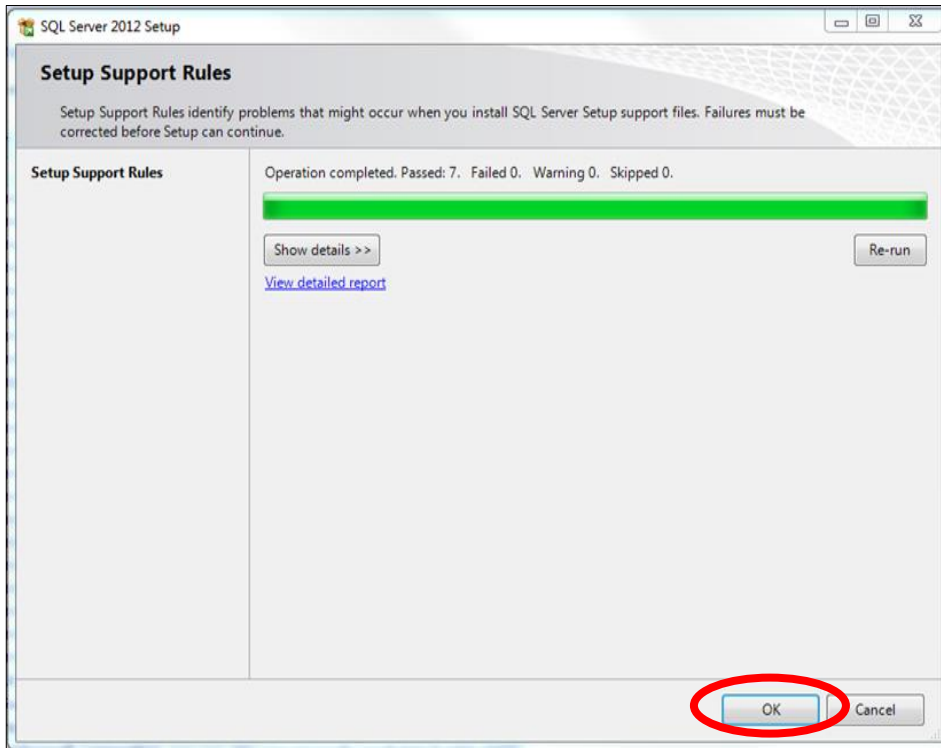 SQL Server 2012 Setup
Setup Support Rules
Setup Support Rules identify problems that might occur when you install SQL Server Setup support files. Failures must be
corrected before Setup can continue.
Setup Support Rules
Operation completed. Passed: 7.   Failed 0.   Warning 0.   Skipped 0.
Show details >>
Re-run
View detailed report
OK
Cancel